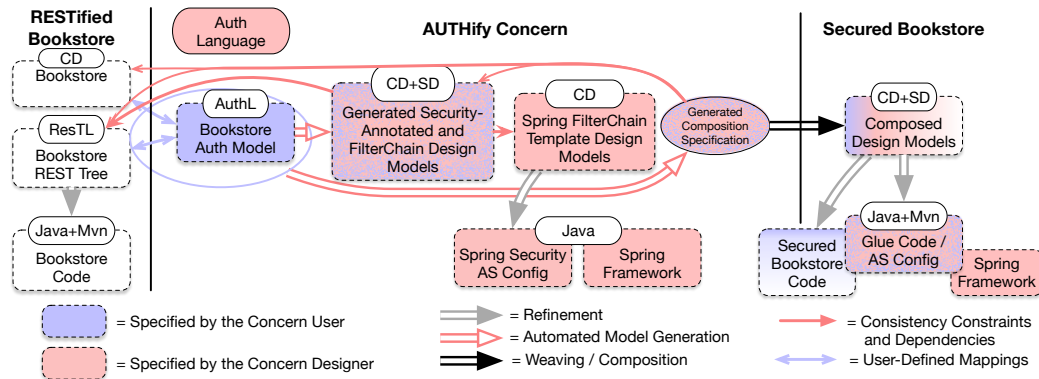 RESTified
Bookstore
Auth
Language
AUTHify Concern
Secured Bookstore
CD
Bookstore
ResTL
Bookstore
REST Tree
Java+Mvn
Bookstore
Code
AuthL
Bookstore
Auth Model
CD+SD
Generated Security-
Annotated and
FilterChain Design
Models
CD
Spring FilterChain
Template Design
Models
Generated
Composition
Specification
CD+SD
Composed
Design Models
Java
Spring Security
AS Config
Spring
Framework
Secured
Bookstore
Code
Java+Mvn
Glue Code /
AS Config
Spring
Framework
= Specified by the Concern User
= Specified by the Concern Designer
= Refinement
= Automated Model Generation
= Weaving / Composition
= Consistency Constraints
and Dependencies
= User-Defined Mappings